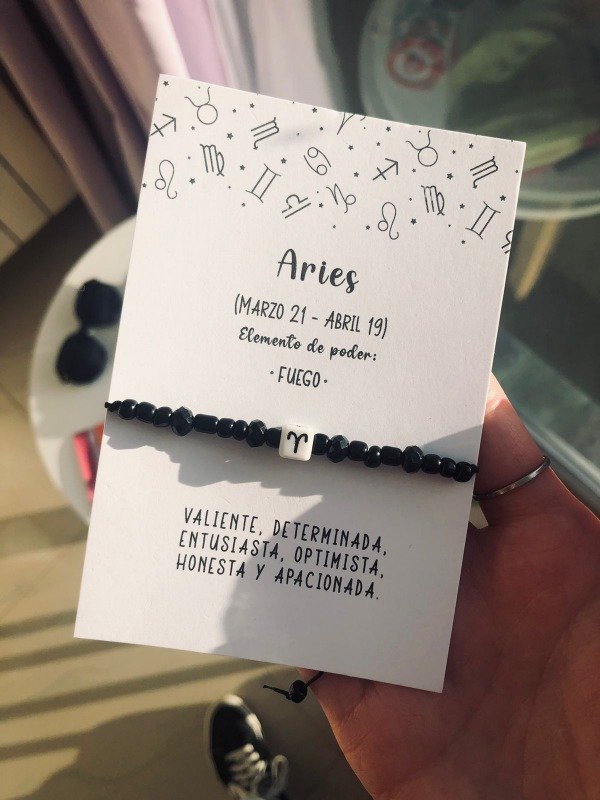 Aries
(MARZO 21 - ABRIL 19)
Elemento de poder:
• FUEGO •
♈
VALIENTE, DETERMINADA,
ENTUSIASTA, OPTIMISTA,
HONESTA Y APACIONADA.